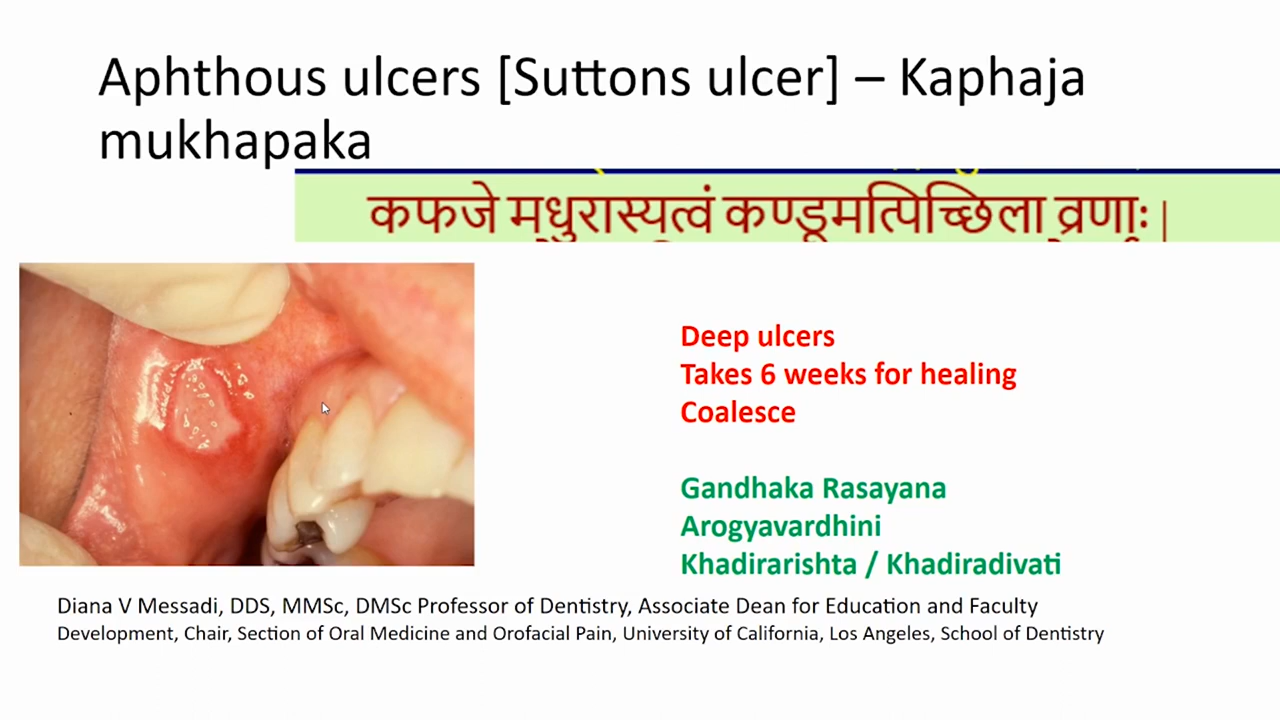 Aphthous ulcers [Suttons ulcer] – Kaphaja
mukhapaka
कफजे मधुरास्यत्वं कण्डूमत्पिच्छिला व्रणाः।
Deep ulcers
Takes 6 weeks for healing
Coalesce
Gandhaka Rasayana
Arogyavardhini
Khadirarishta / Khadiradivati
Diana V Messadi, DDS, MMSc, DMSc Professor of Dentistry, Associate Dean for Education and Faculty
Development, Chair, Section of Oral Medicine and Orofacial Pain, University of California, Los Angeles, School of Dentistry